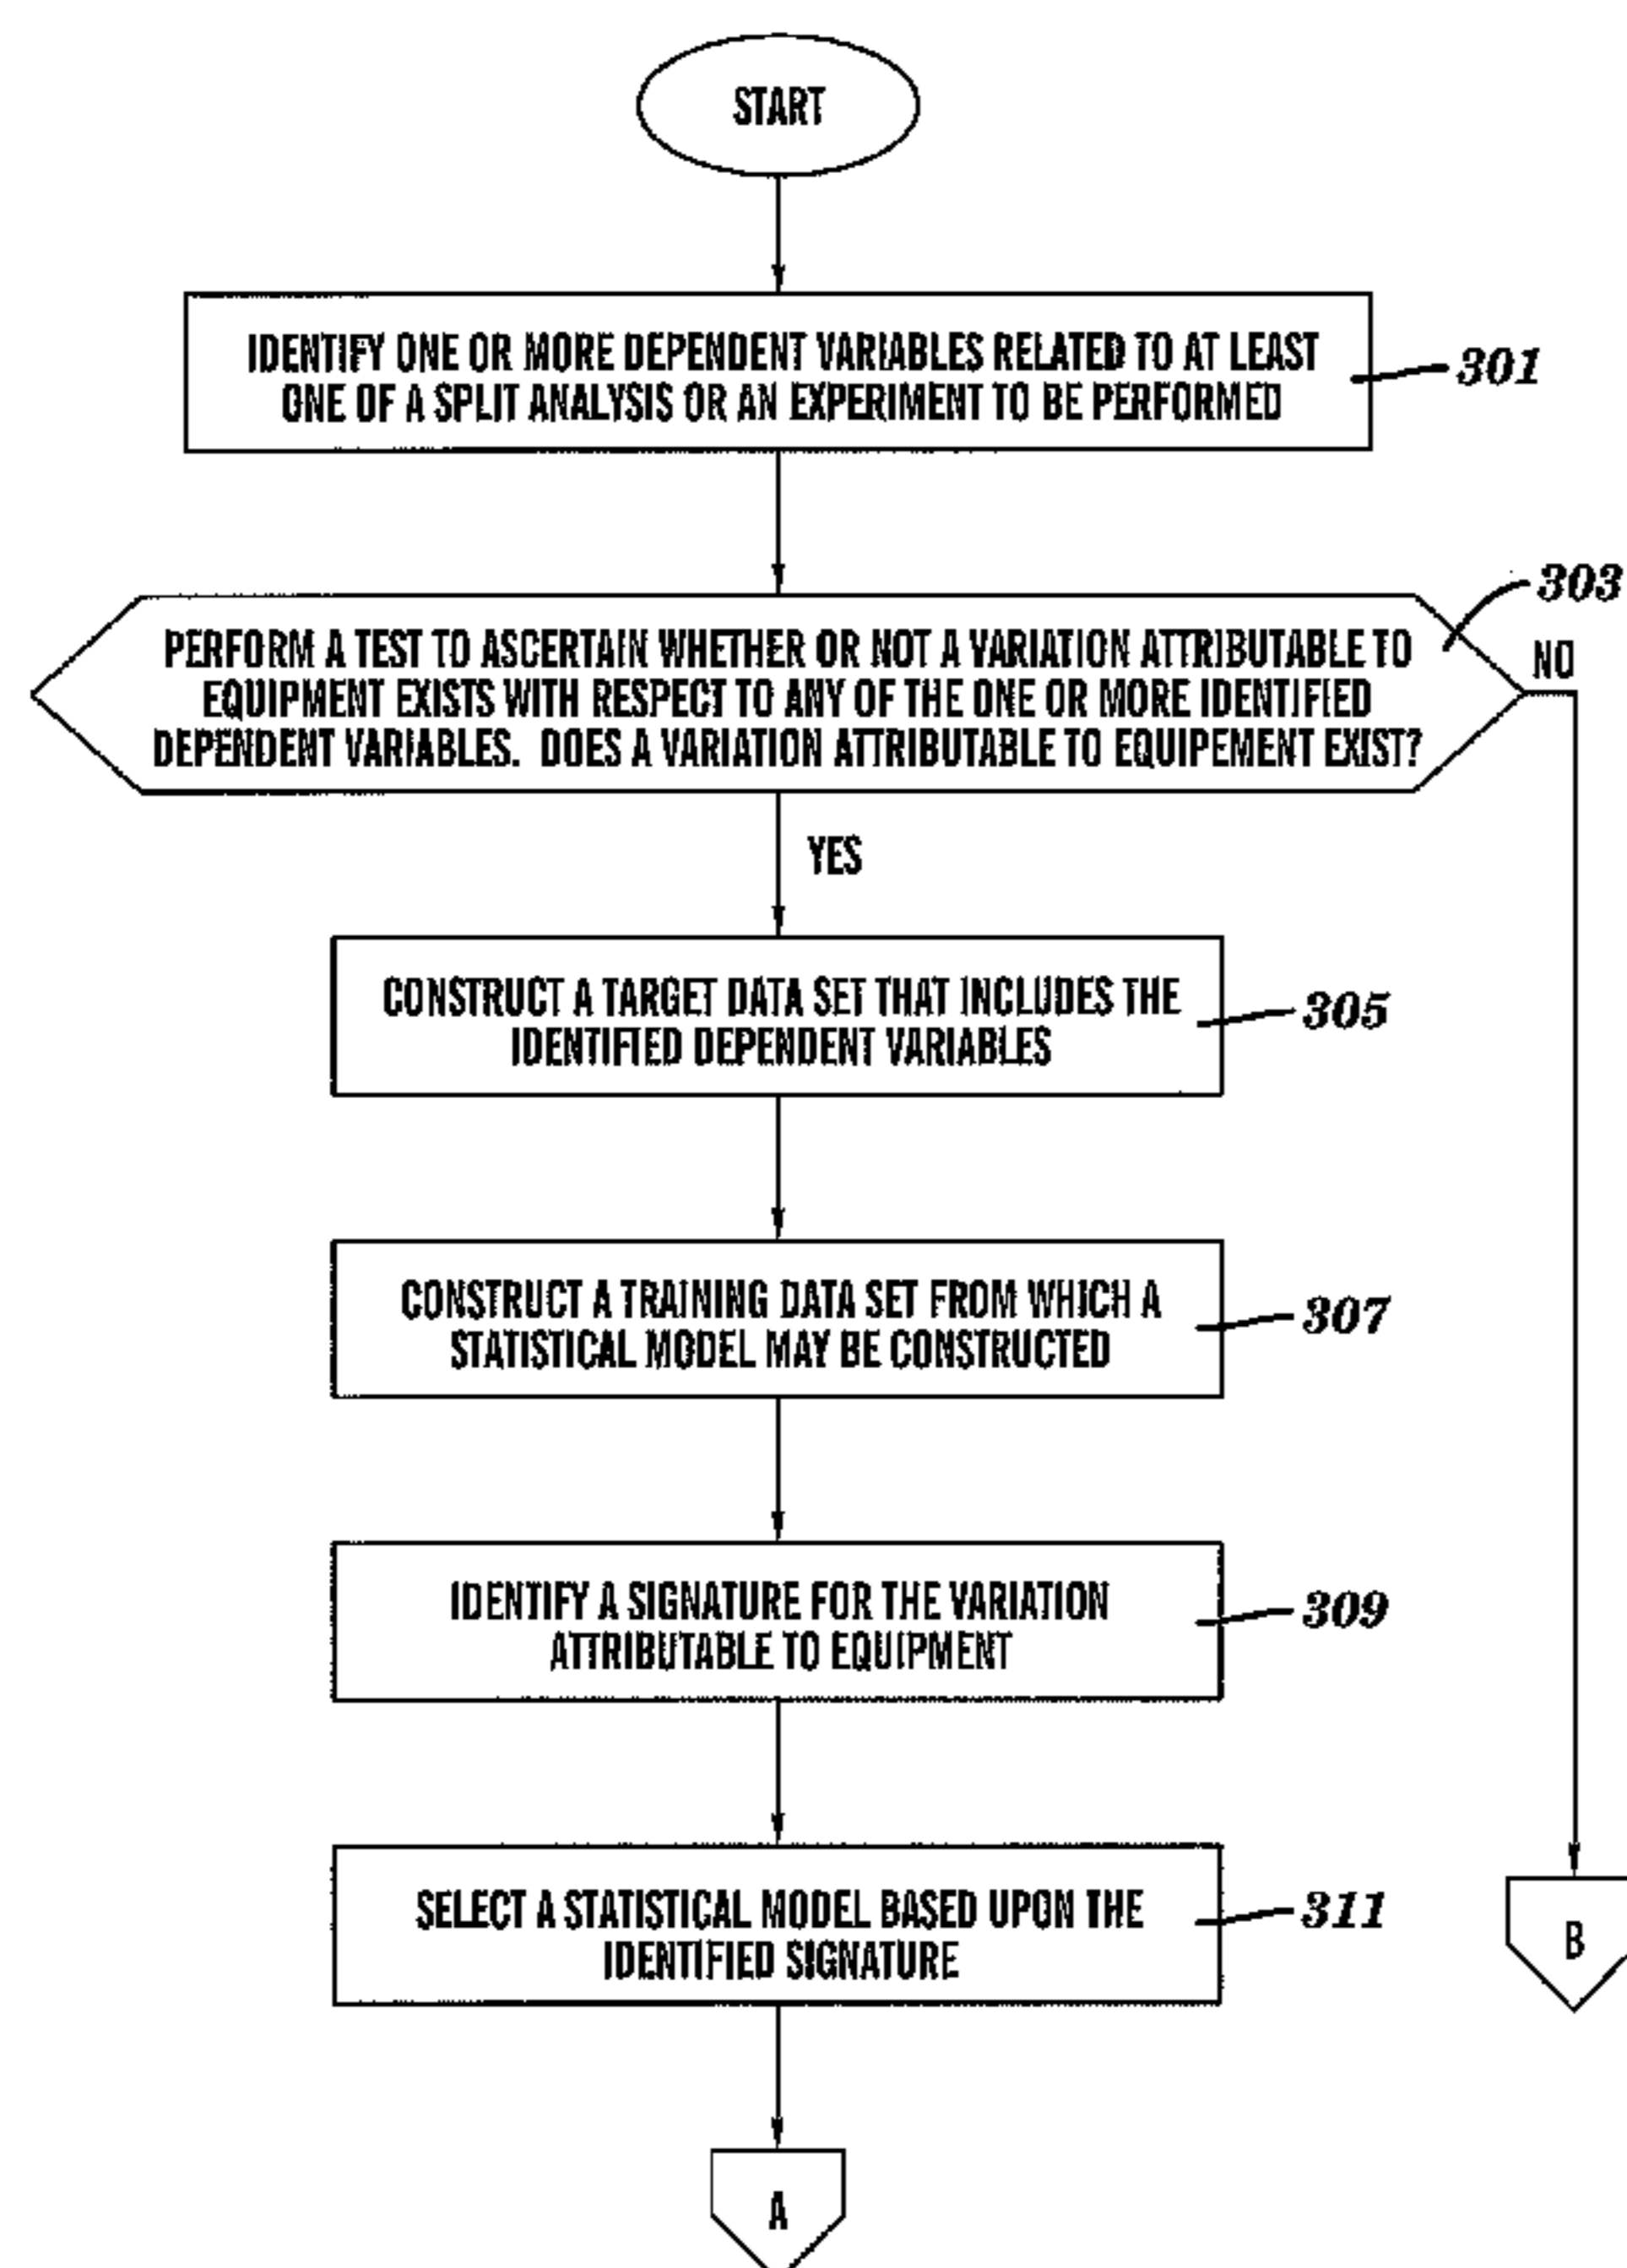 START
IDENTIFY ONE OR MORE DEPENDENT VARIABLES RELATED TO AT LEAST
ONE OF A SPLIT ANALYSIS OR AN EXPERIMENT TO BE PERFORMED
301
303
PERFORM A TEST TO ASCERTAIN WHETHER OR NOT A VARIATION ATTRIBUTABLE TO
EQUIPMENT EXISTS WITH RESPECT TO ANY OF THE ONE OR MORE IDENTIFIED
DEPENDENT VARIABLES. DOES A VARIATION ATTRIBUTABLE TO EQUIPEMENT EXIST?
NO
YES
CONSTRUCT A TARGET DATA SET THAT INCLUDES THE
IDENTIFIED DEPENDENT VARIABLES
305
CONSTRUCT A TRAINING DATA SET FROM WHICH A
STATISTICAL MODEL MAY BE CONSTRUCTED
307
IDENTIFY A SIGNATURE FOR THE VARIATION
ATTRIBUTABLE TO EQUIPMENT
309
SELECT A STATISTICAL MODEL BASED UPON THE
IDENTIFIED SIGNATURE
311
B
A